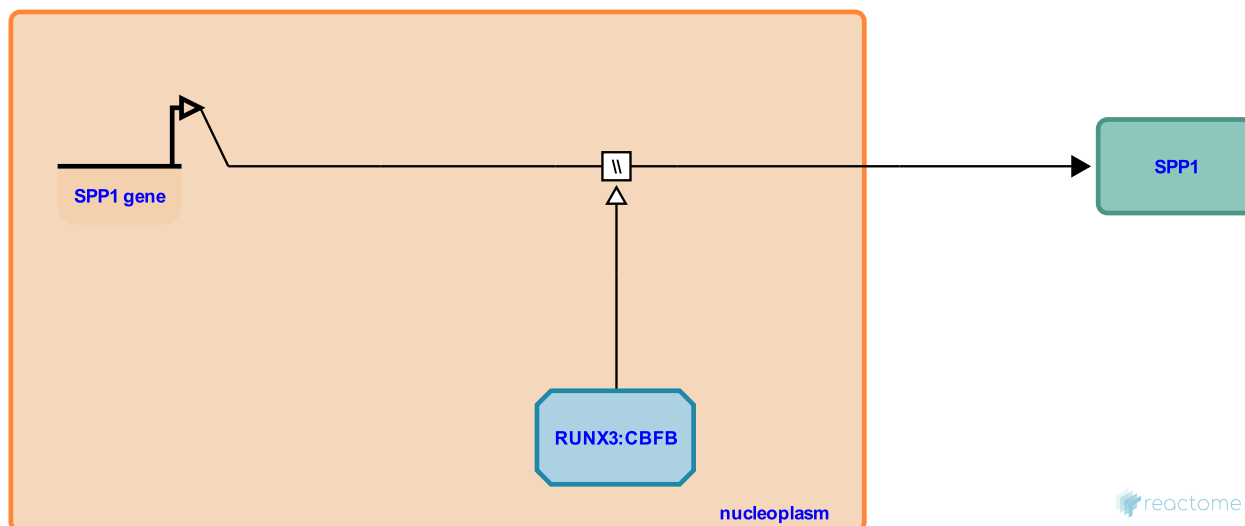 \\
SPP1
SPP1 gene
RUNX3:CBFB
nucleoplasm
reactome